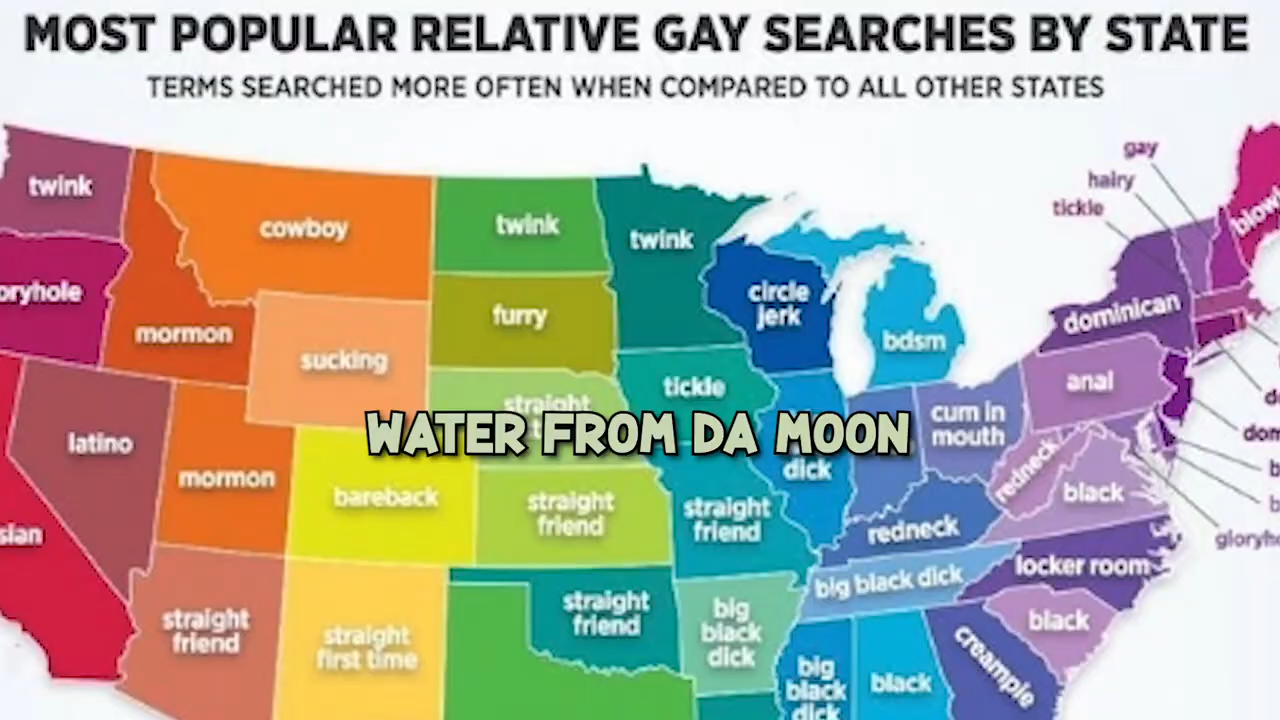 MOST POPULAR RELATIVE GAY SEARCHES BY STATE
TERMS SEARCHED MORE OFTEN WHEN COMPARED TO ALL OTHER STATES
gay
hairy
tickle
twink
cowboy
twink
twink
blow
oryhole
mormon
sucking
furry
circle
jerk
bdsm
dominican
latino
mormon
straight
tickle
anal
cum in
mouth
WATER FROM DA MOON
bareback
straight
friend
straight
friend
dick
redneck
redneck
black
dom
b
b
gloryho
sian
straight
friend
straight
first time
straight
friend
big
black
dick
big black dick
locker room
black
big
black
dick
black
creampie